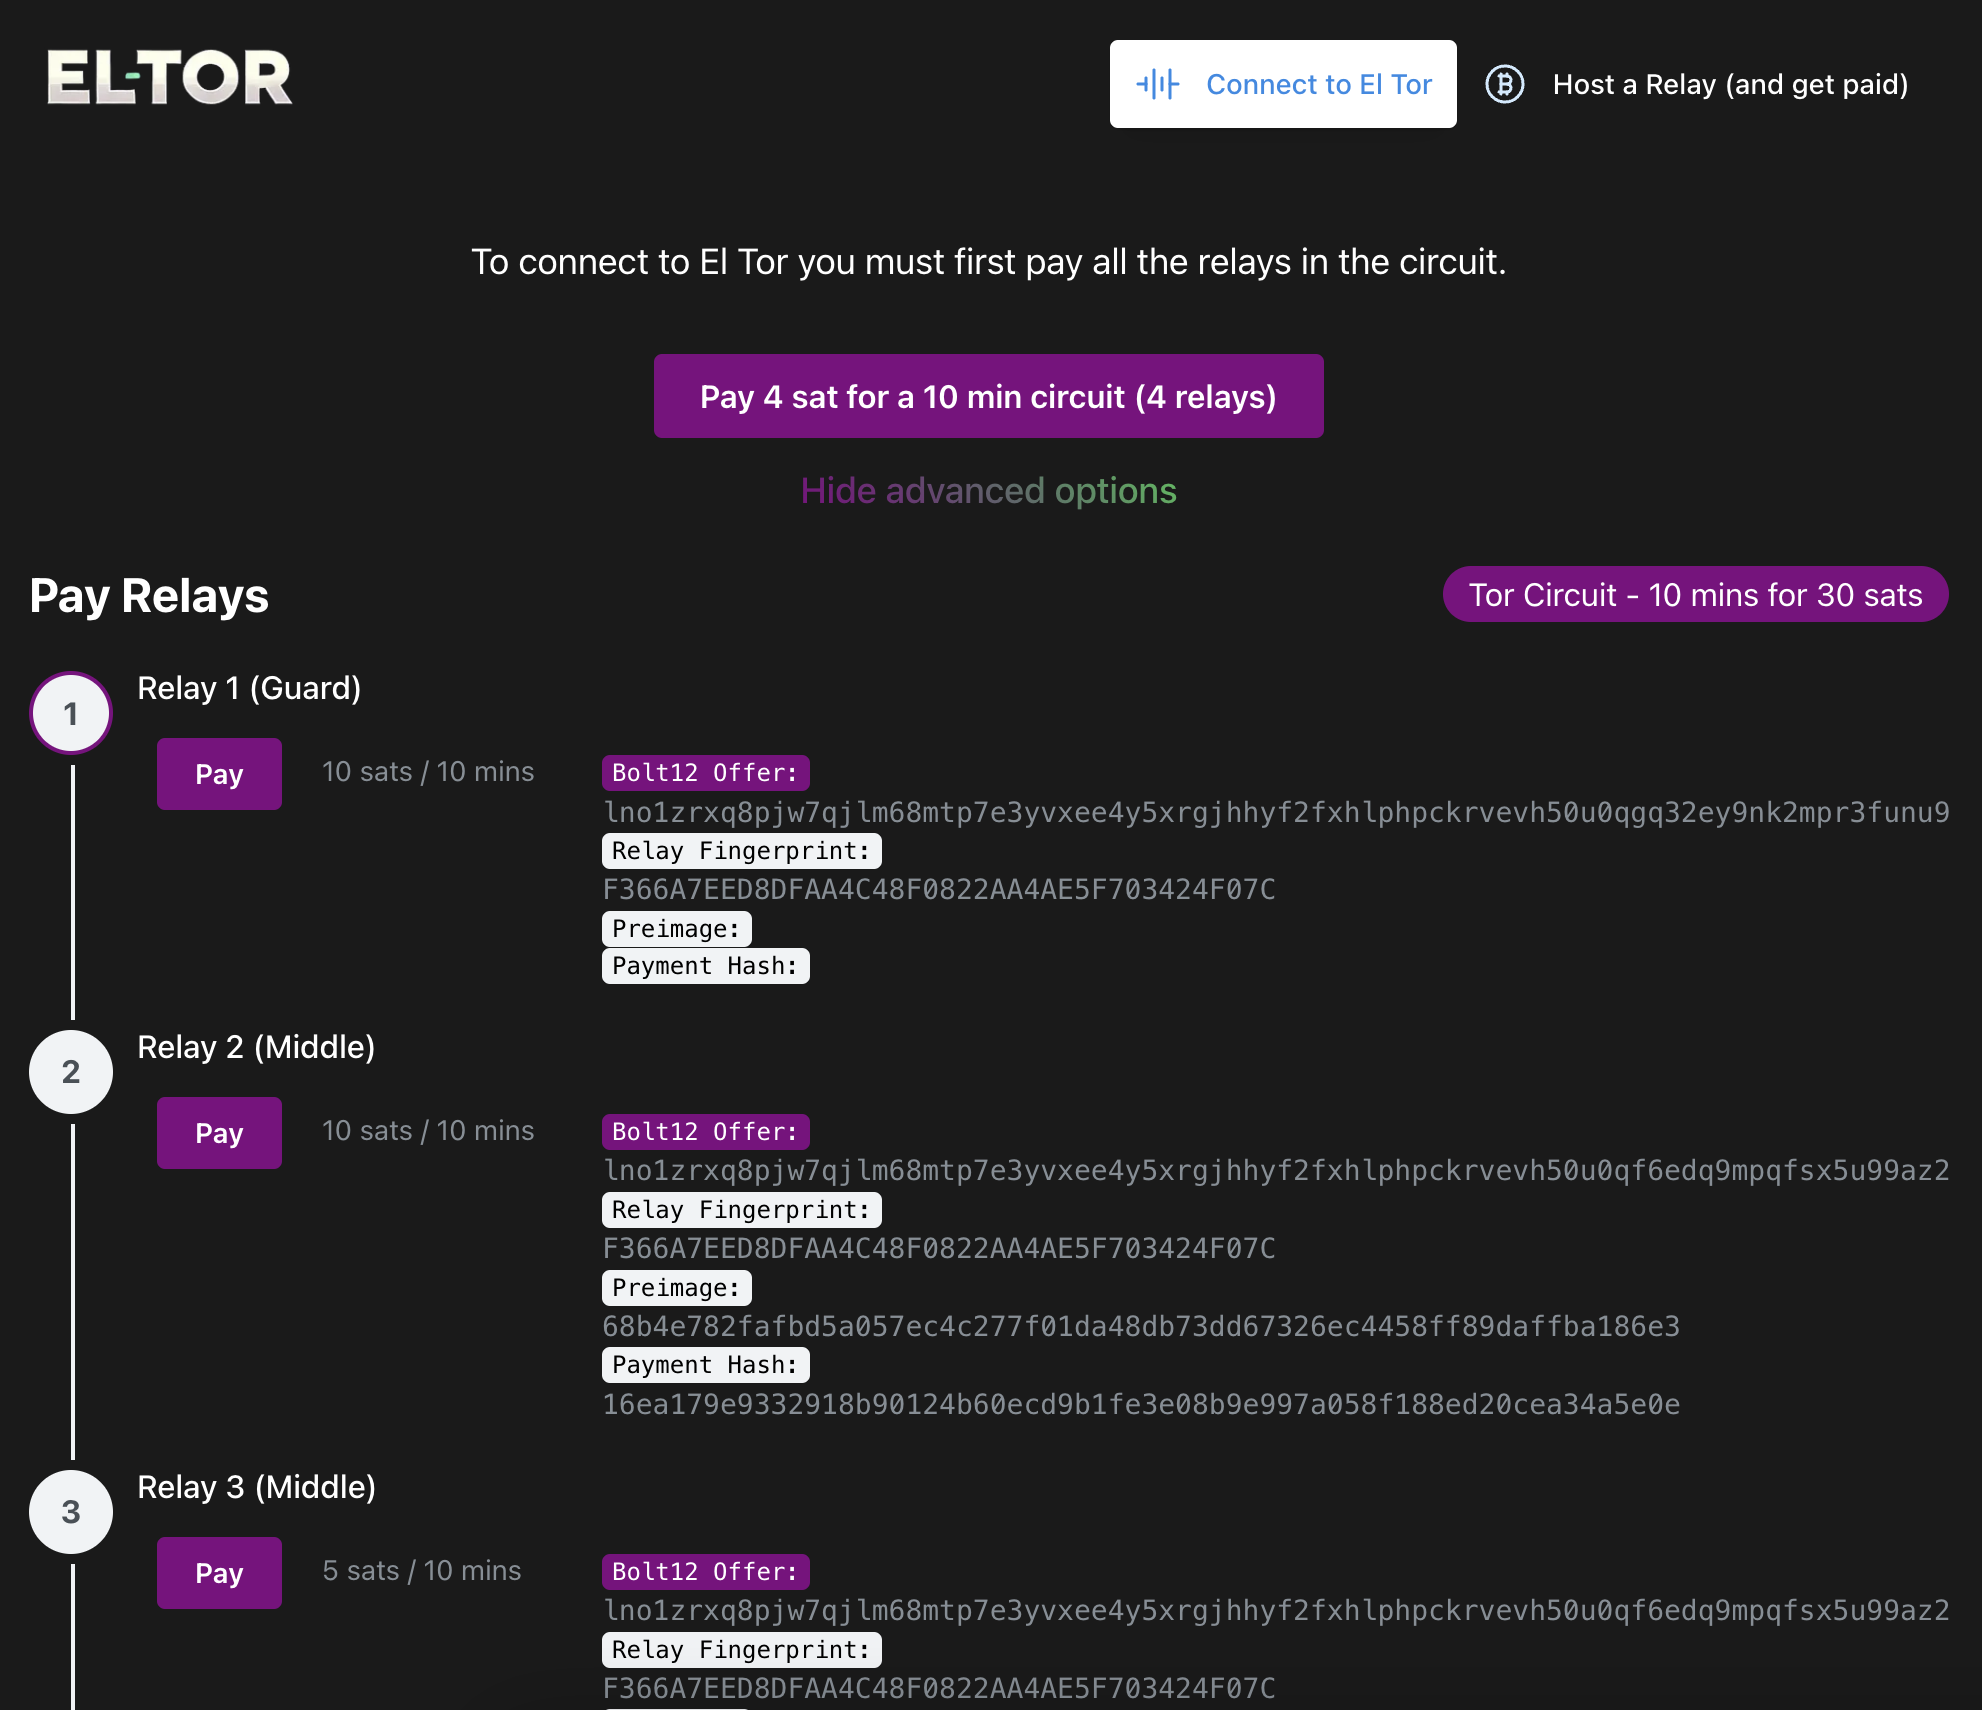 EL-TOR
Connect to El Tor
Host a Relay (and get paid)
To connect to El Tor you must first pay all the relays in the circuit.
Pay 4 sat for a 10 min circuit (4 relays)
Hide advanced options
Pay Relays
Tor Circuit - 10 mins for 30 sats
1
Relay 1 (Guard)
Pay
10 sats / 10 mins
Bolt12 Offer:
lno1zrxq8pjw7qjlm68mtp7e3yvxee4y5xrgjhhyf2fxhlphpckrvevh50u0qgq32ey9nk2mpr3funu9
Relay Fingerprint:
F366A7EED8DFAA4C48F0822AA4AE5F703424F07C
Preimage:
Payment Hash:
2
Relay 2 (Middle)
Pay
10 sats / 10 mins
Bolt12 Offer:
lno1zrxq8pjw7qjlm68mtp7e3yvxee4y5xrgjhhyf2fxhlphpckrvevh50u0qf6edq9mpqfsx5u99az2
Relay Fingerprint:
F366A7EED8DFAA4C48F0822AA4AE5F703424F07C
Preimage:
68b4e782fafbd5a057ec4c277f01da48db73dd67326ec4458ff89daffba186e3
Payment Hash:
16ea179e9332918b90124b60ecd9b1fe3e08b9e997a058f188ed20cea34a5e0e
3
Relay 3 (Middle)
Pay
5 sats / 10 mins
Bolt12 Offer:
lno1zrxq8pjw7qjlm68mtp7e3yvxee4y5xrgjhhyf2fxhlphpckrvevh50u0qf6edq9mpqfsx5u99az2
Relay Fingerprint:
F366A7EED8DFAA4C48F0822AA4AE5F703424F07C